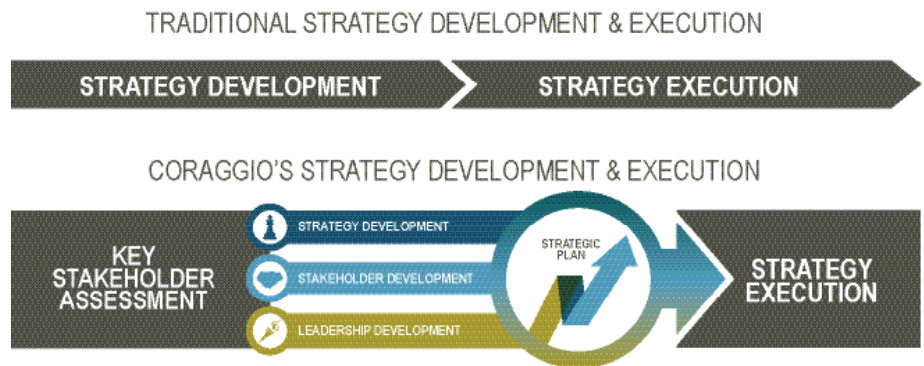 TRADITIONAL STRATEGY DEVELOPMENT & EXECUTION
STRATEGY DEVELOPMENT
STRATEGY EXECUTION
CORAGGIO'S STRATEGY DEVELOPMENT & EXECUTION
KEY
STAKEHOLDER
ASSESSMENT
STRATEGY DEVELOPMENT
STAKEHOLDER DEVELOPMENT
LEADERSHIP DEVELOPMENT
STRATEGIC
PLAN
STRATEGY
EXECUTION